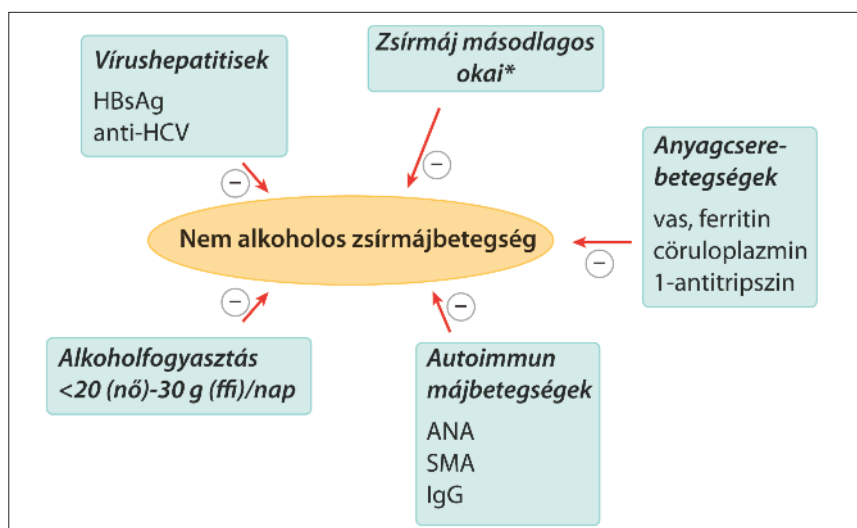 Vírushepatitisek
HBsAg
anti-HCV
Zsírmáj másodlagos
okai*
Anyagcsere-
betegségek
vas, ferritin
cöruloplazmin
1-antitripszin
Nem alkoholos zsírmájbetegség
Alkoholfogyasztás
<20 (nő)-30 g (ffi)/nap
Autoimmun
májbetegségek
ANA
SMA
IgG
−
−
−
−
−